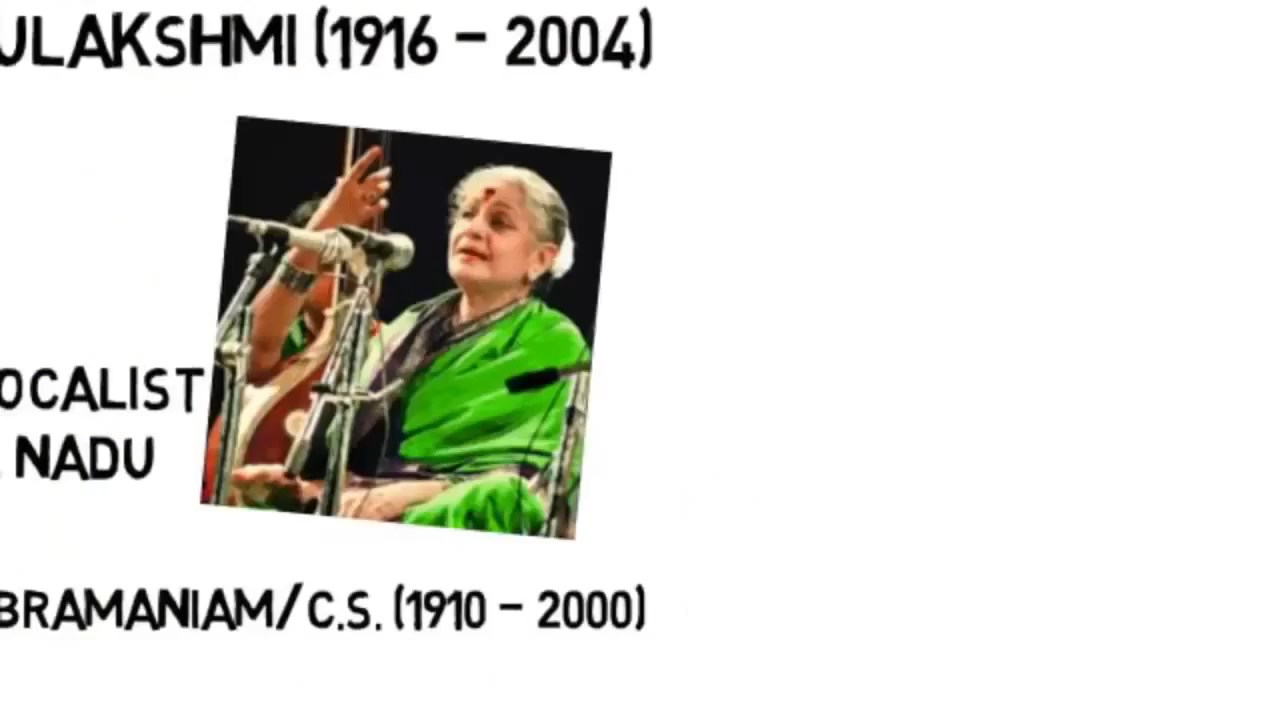 ULAKSHMI (1916 - 2004)
OCALIST
NADU
BRAMANIAM/C.S. (1910 - 2000)